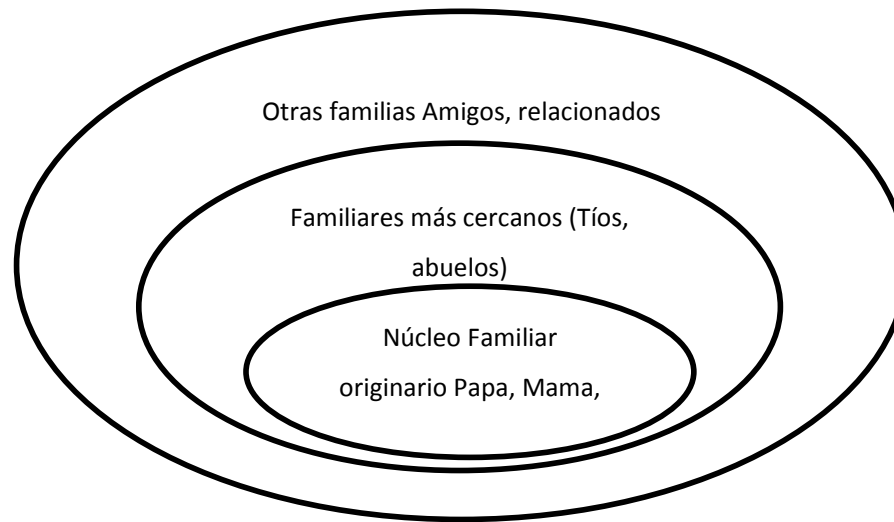 Otras familias Amigos, relacionados
Familiares más cercanos (Tíos,
abuelos)
Núcleo Familiar
originario Papa, Mama,